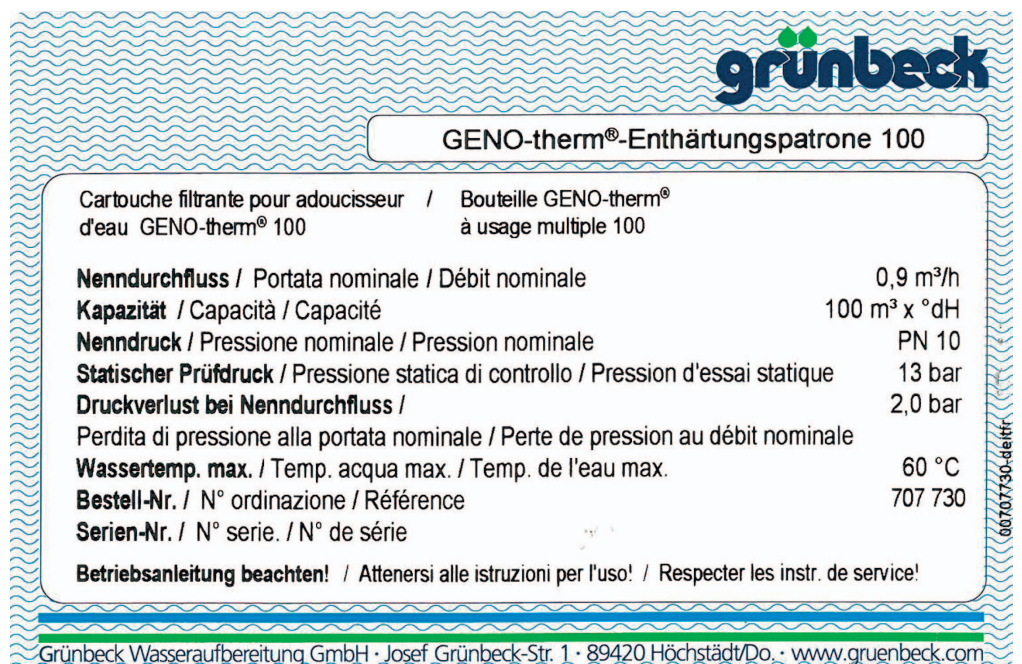 grünbeck
GENO-therm®-Enthärtungspatrone 100
Cartouche filtrante pour adoucisseur / Bouteille GENO-therm®
d'eau GENO-therm® 100 à usage multiple 100
Nenndurchfluss / Portata nominale / Débit nominale 0,9 m³/h
Kapazität / Capacità / Capacité 100 m³ x °dH
Nenndruck / Pressione nominale / Pression nominale PN 10
Statischer Prüfdruck / Pressione statica di controllo / Pression d'essai statique 13 bar
Druckverlust bei Nenndurchfluss / 2,0 bar
Perdita di pressione alla portata nominale / Perte de pression au débit nominale
Wassertemp. max. / Temp. acqua max. / Temp. de l'eau max. 60 °C
Bestell-Nr. / N° ordinazione / Référence 707 730
Serien-Nr. / N° serie. / N° de série
Betriebsanleitung beachten! / Attenersi alle istruzioni per l'uso! / Respecter les instr. de service!
00707730-deitfr
Grünbeck Wasseraufbereitung GmbH · Josef Grünbeck-Str. 1 · 89420 Höchstädt/Do. · www.gruenbeck.com